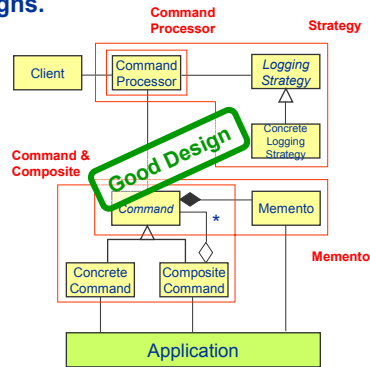 igns.
Command
Processor
Strategy
Client
Command
Processor
Logging
Strategy
Concrete
Logging
Strategy
Good Design
Command &
Composite
Command
Memento
*
Memento
Concrete
Command
Composite
Command
Application